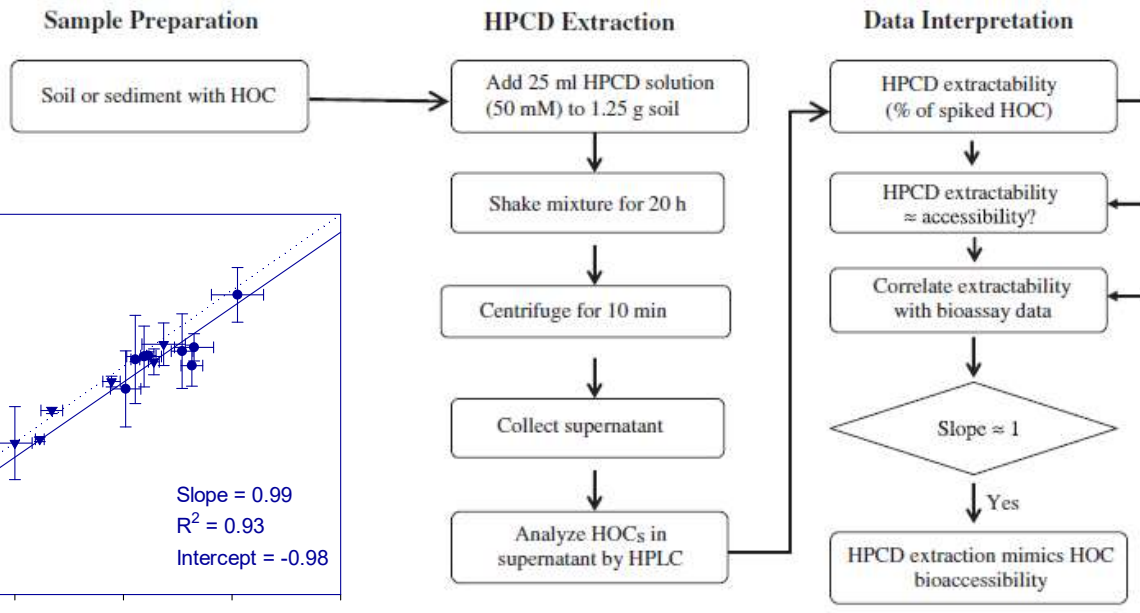 Sample Preparation
Soil or sediment with HOC
HPCD Extraction
Add 25 ml HPCD solution
(50 mM) to 1.25 g soil
Shake mixture for 20 h
Centrifuge for 10 min
Collect supernatant
Analyze HOCs in
supernatant by HPLC
Data Interpretation
HPCD extractability
(% of spiked HOC)
HPCD extractability
≈ accessibility?
Correlate extractability
with bioassay data
Slope ≈ 1
Yes
HPCD extraction mimics HOC
bioaccessibility
Slope = 0.99
R² = 0.93
Intercept = -0.98